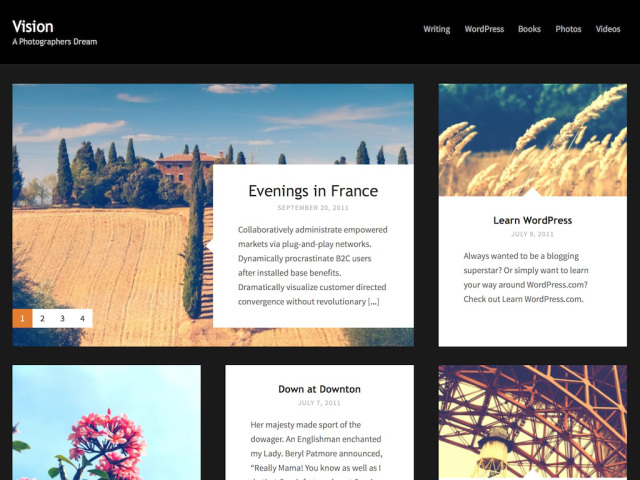 Vision
A Photographers Dream
Writing WordPress Books Photos Videos
Evenings in France
SEPTEMBER 20, 2011
Collaboratively administrate empowered
markets via plug-and-play networks.
Dynamically procrastinate B2C users
after installed base benefits.
Dramatically visualize customer directed
convergence without revolutionary [...]
1 2 3 4
Learn WordPress
JULY 9, 2011
Always wanted to be a blogging
superstar? Or simply want to learn
your way around WordPress.com?
Check out Learn WordPress.com.
Down at Downton
JULY 7, 2011
Her majesty made sport of the
dowager. An Englishman enchanted
my Lady. Beryl Patmore announced,
“Really Mama! You know as well as I